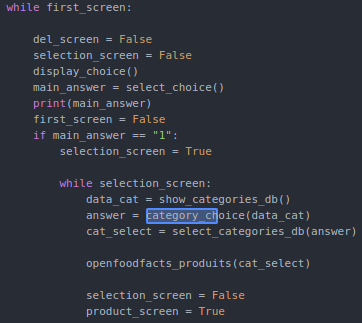 while first_screen:
del_screen = False
selection_screen = False
display_choice()
main_answer = select_choice()
print(main_answer)
first_screen = False
if main_answer == "1":
selection_screen = True
while selection_screen:
data_cat = show_categories_db()
answer = category_choice(data_cat)
cat_select = select_categories_db(answer)
openfoodfacts_produits(cat_select)
selection_screen = False
product_screen = True